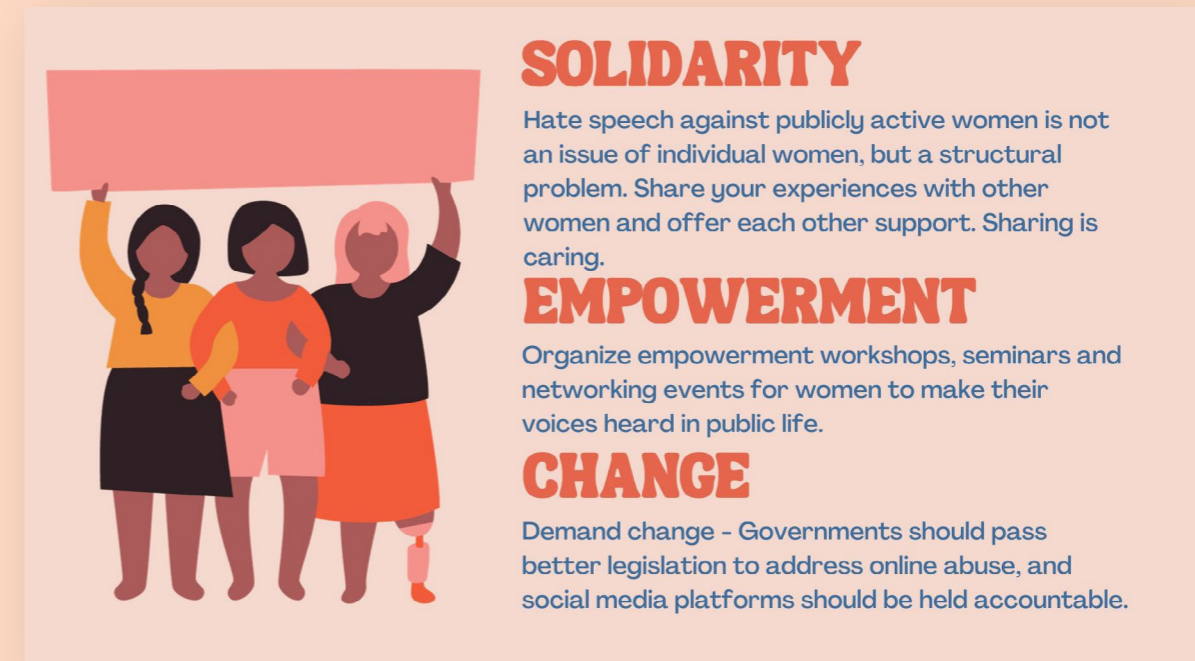 SOLIDARITY
Hate speech against publicly active women is not
an issue of individual women, but a structural
problem. Share your experiences with other
women and offer each other support. Sharing is
caring.
EMPOWERMENT
Organize empowerment workshops, seminars and
networking events for women to make their
voices heard in public life.
CHANGE
Demand change - Governments should pass
better legislation to address online abuse, and
social media platforms should be held accountable.